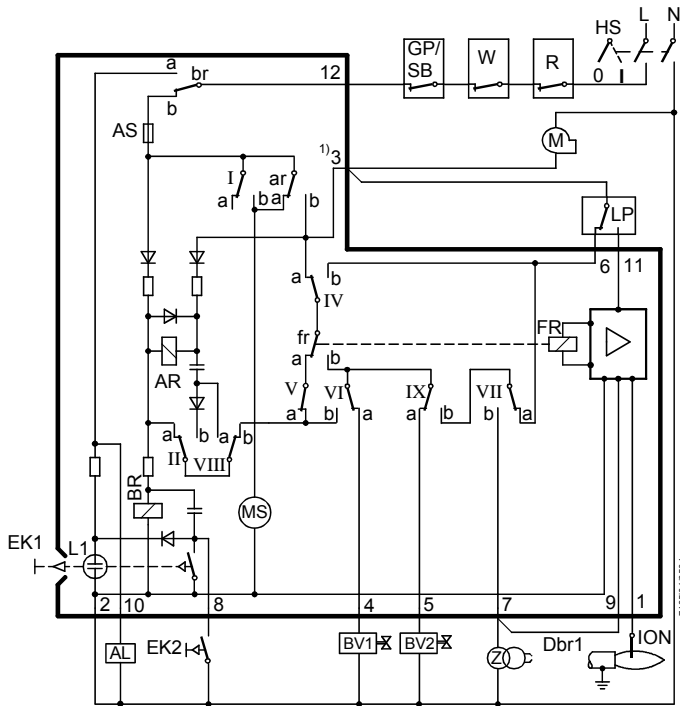 HS L N
GP/ SB W R
0 I
a br 12
b
AS
M
1) 3
I ar
a b a b
LP
6 11
a b
IV
fr
a b
FR
AR
V VI IX VII
a b a a b b a
a b a b
II VIII
BR
MS
EK1 L1
2 10 8 4 5 7 9 1
AL EK2 BV1 BV2 Z Dbr1 ION